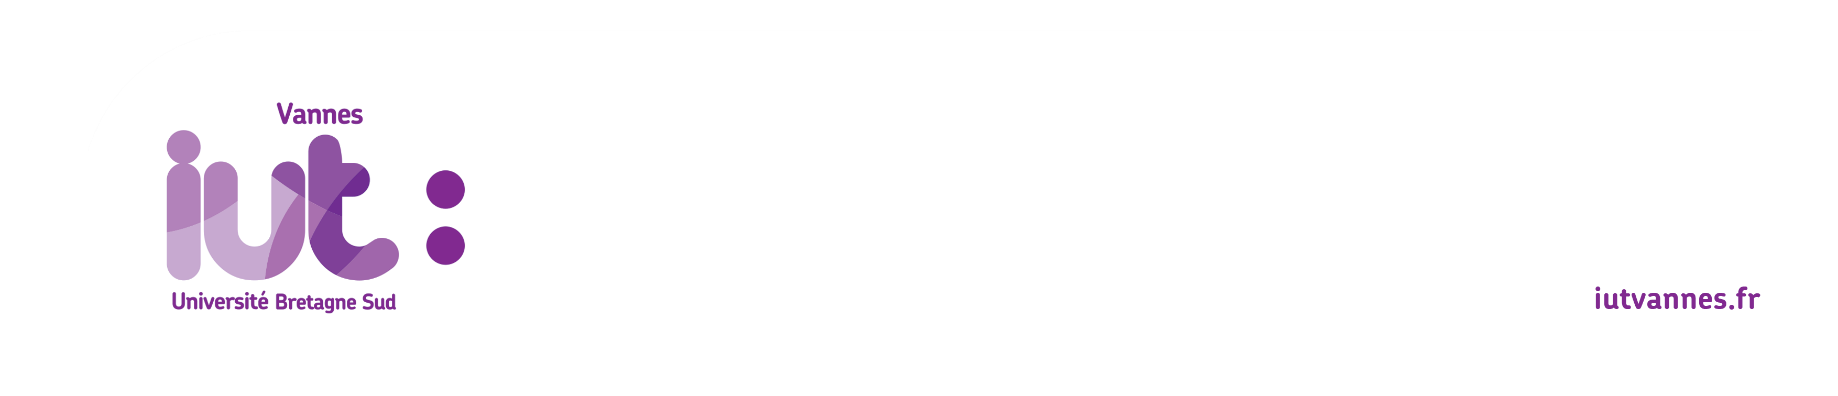 Vannes
iut:
Université Bretagne Sud
iutvannes.fr